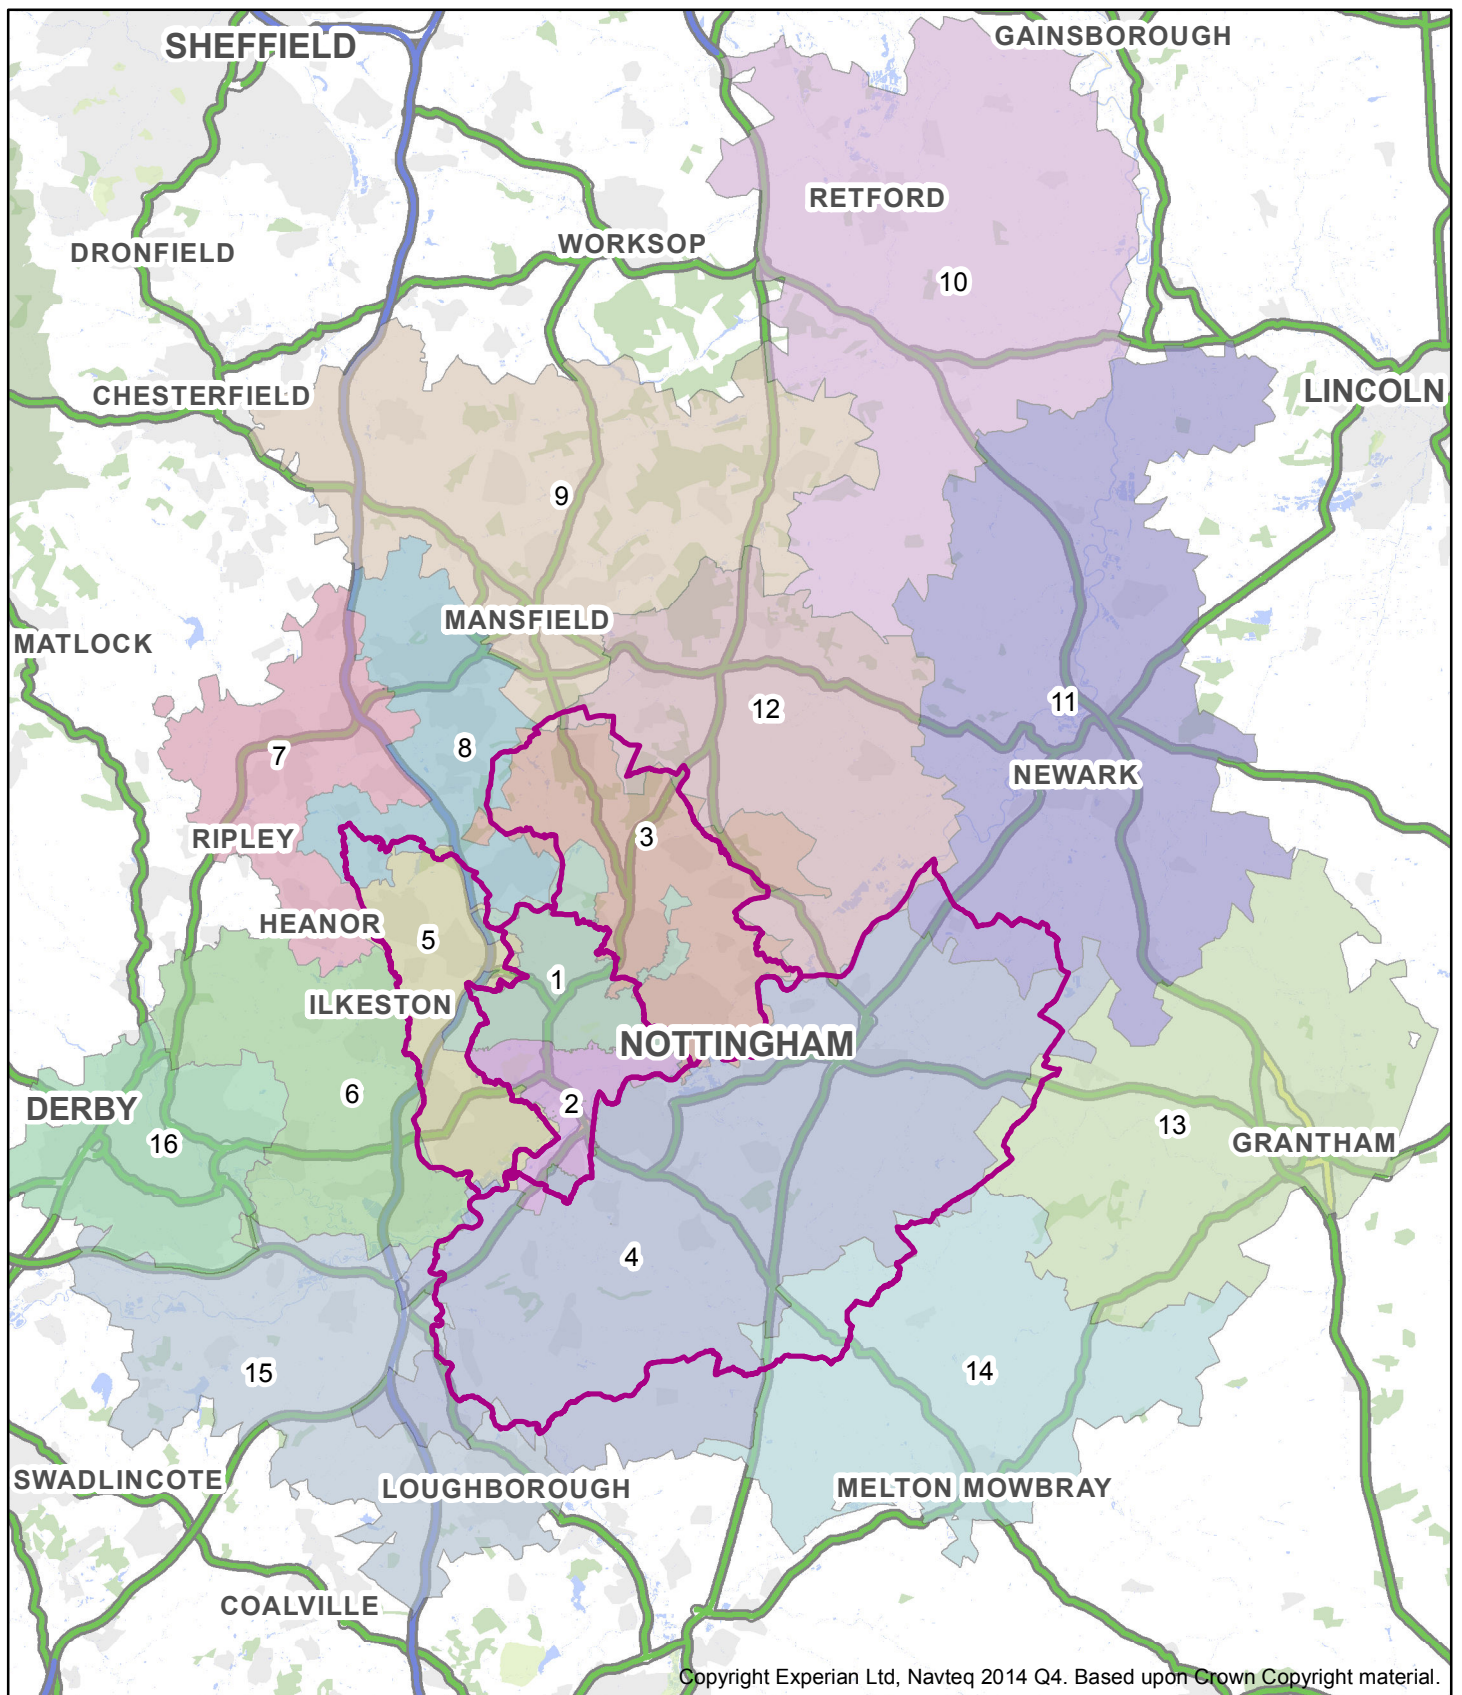 GAINSBOROUGH
SHEFFIELD
RETFORD
WORKSOP
DRONFIELD
10
LINCOLN
CHESTERFIELD
9
MANSFIELD
MATLOCK
11
12
8
7
NEWARK
3
RIPLEY
HEANOR
5
1
ILKESTON
NOTTINGHAM
6
2
DERBY
13
16
GRANTHAM
4
14
15
SWADLINCOTE
LOUGHBOROUGH
MELTON MOWBRAY
COALVILLE
Copyright Experian Ltd, Navteq 2014 Q4. Based upon Crown Copyright material.